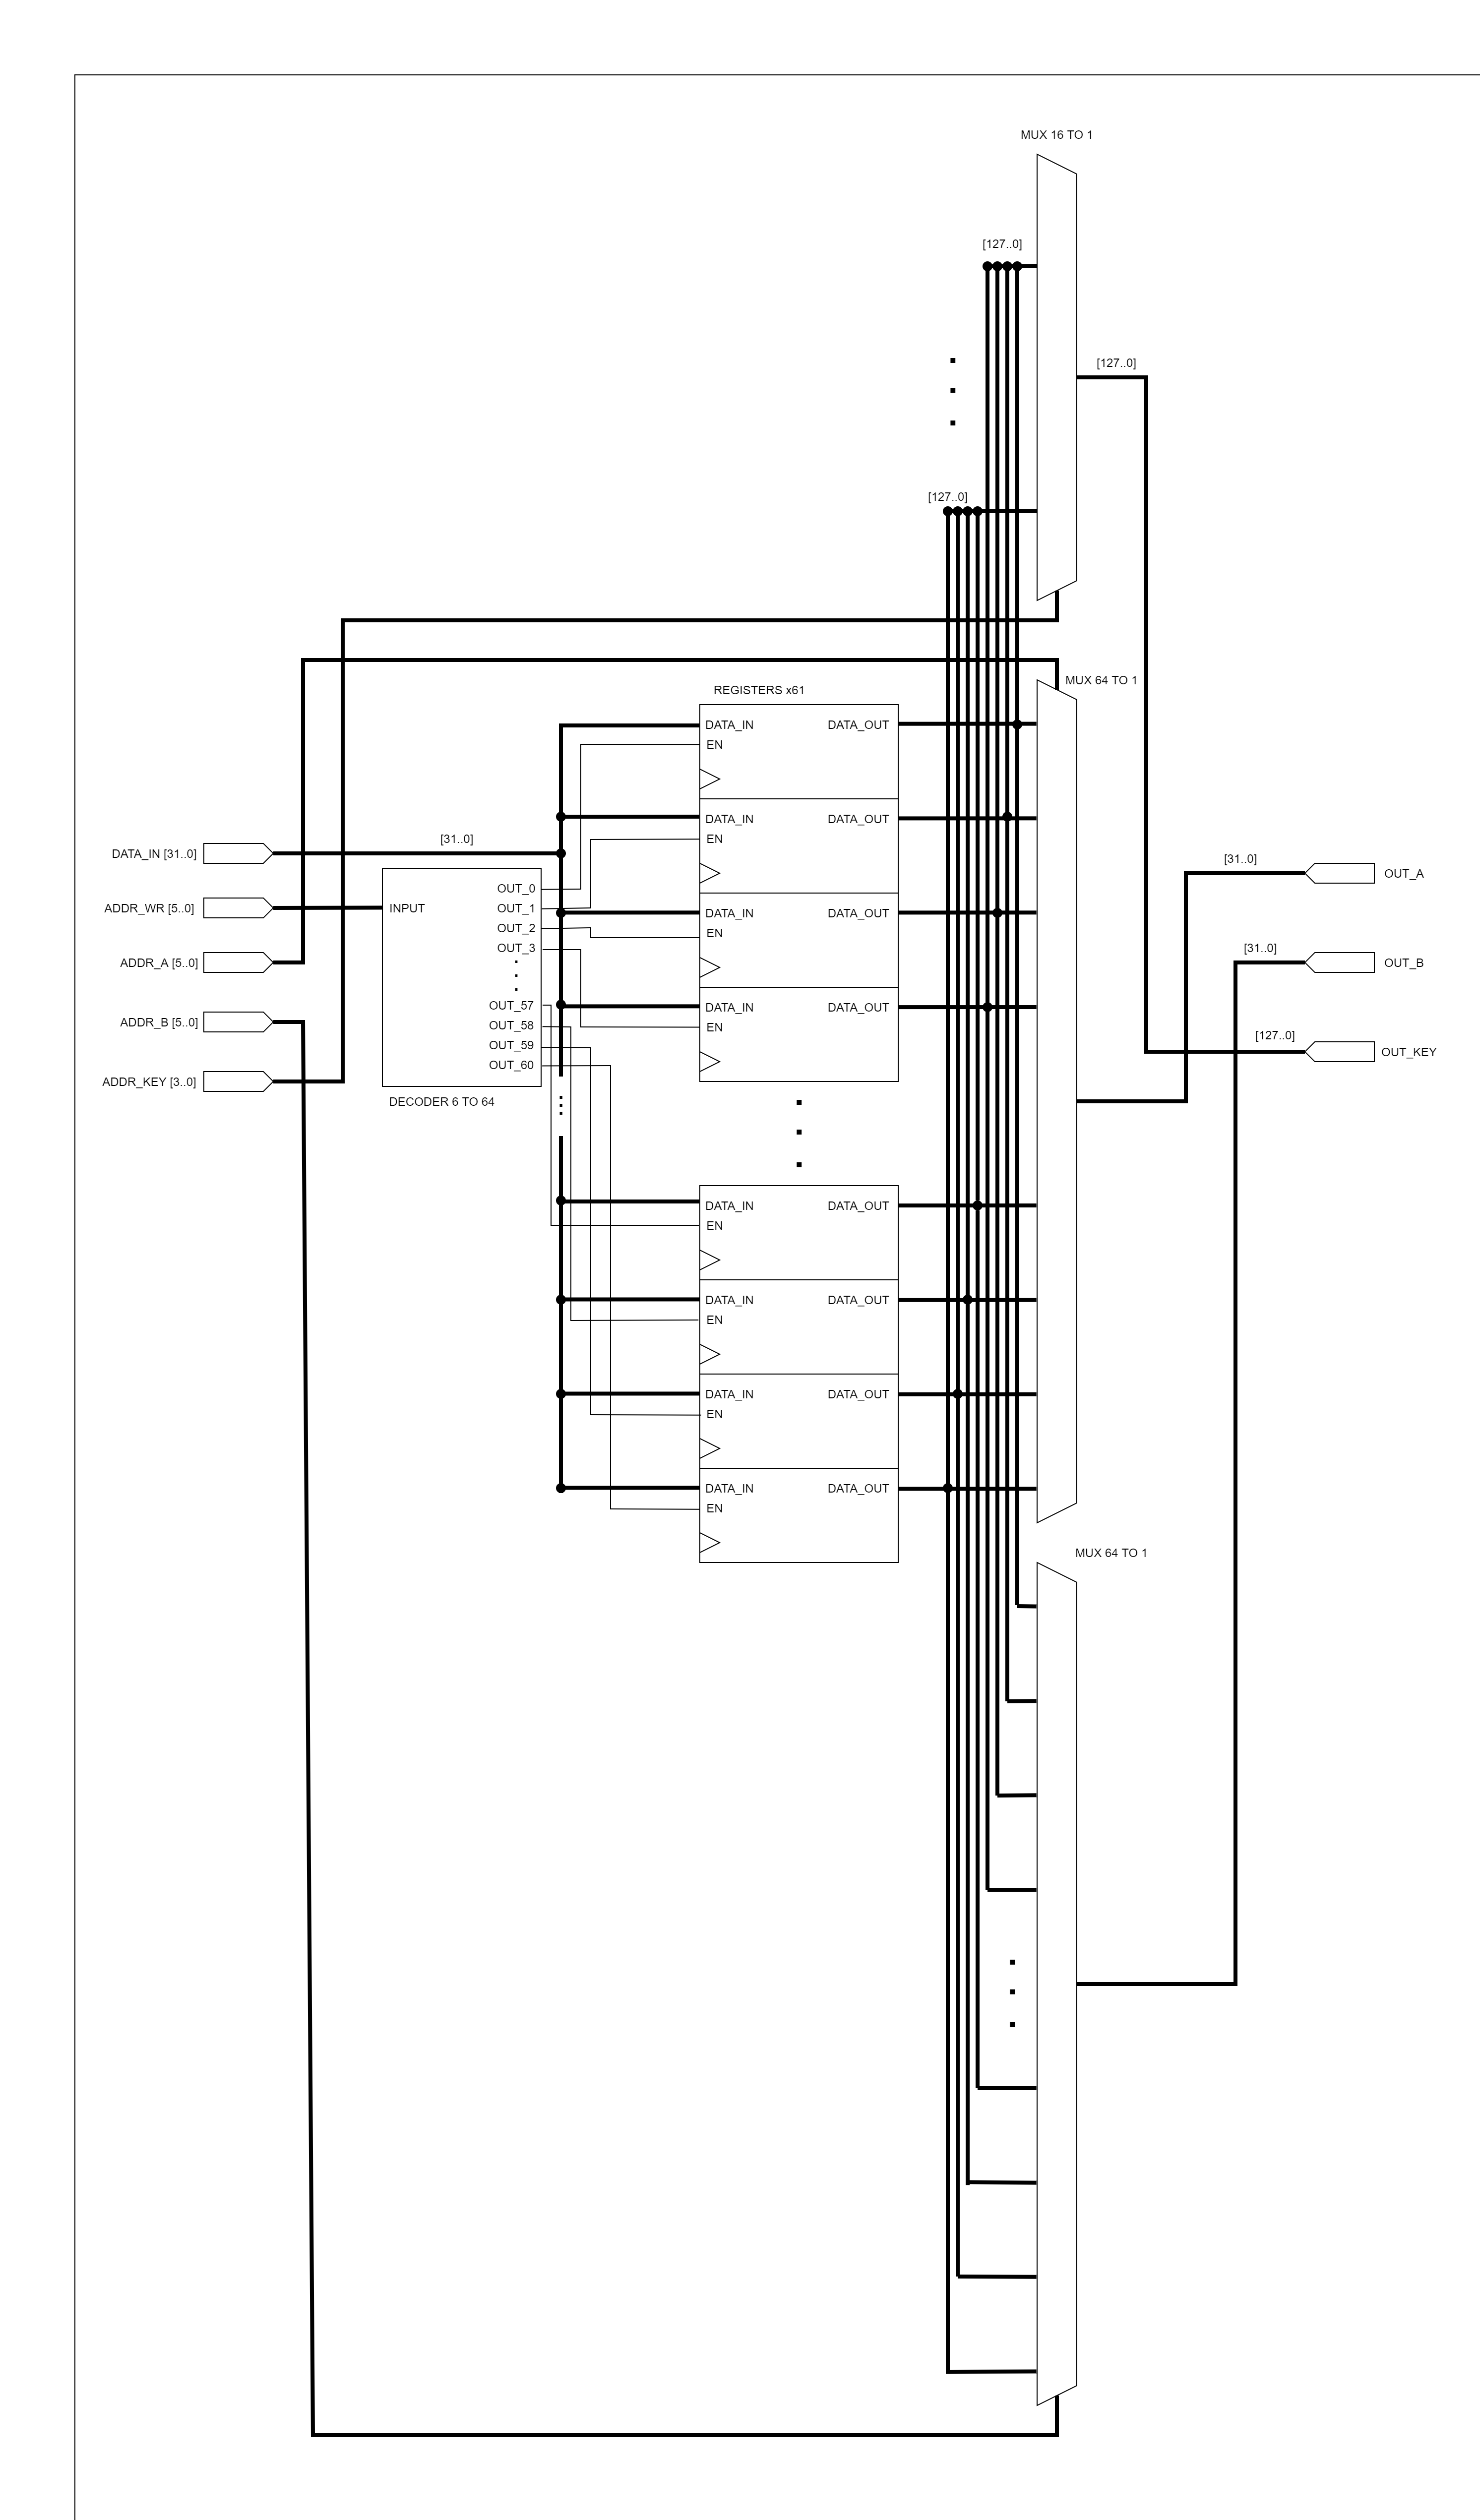 MUX 16 TO 1
[127..0]
[127..0]
[127..0]
MUX 64 TO 1
REGISTERS x61
DATA_IN DATA_OUT
EN
DATA_IN DATA_OUT
EN
DATA_IN DATA_OUT
EN
DATA_IN DATA_OUT
EN
DATA_IN [31..0]
[31..0]
ADDR_WR [5..0]
ADDR_A [5..0]
ADDR_B [5..0]
ADDR_KEY [3..0]
INPUT
OUT_0
OUT_1
OUT_2
OUT_3
.
.
.
OUT_57
OUT_58
OUT_59
OUT_60
DECODER 6 TO 64
[31..0]
OUT_A
[31..0]
OUT_B
[127..0]
OUT_KEY
DATA_IN DATA_OUT
EN
DATA_IN DATA_OUT
EN
DATA_IN DATA_OUT
EN
DATA_IN DATA_OUT
EN
MUX 64 TO 1